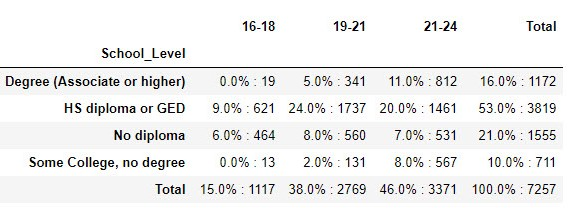 16-18 19-21 21-24 Total
School_Level
Degree (Associate or higher) 0.0% : 19 5.0% : 341 11.0% : 812 16.0% : 1172
HS diploma or GED 9.0% : 621 24.0% : 1737 20.0% : 1461 53.0% : 3819
No diploma 6.0% : 464 8.0% : 560 7.0% : 531 21.0% : 1555
Some College, no degree 0.0% : 13 2.0% : 131 8.0% : 567 10.0% : 711
Total 15.0% : 1117 38.0% : 2769 46.0% : 3371 100.0% : 7257